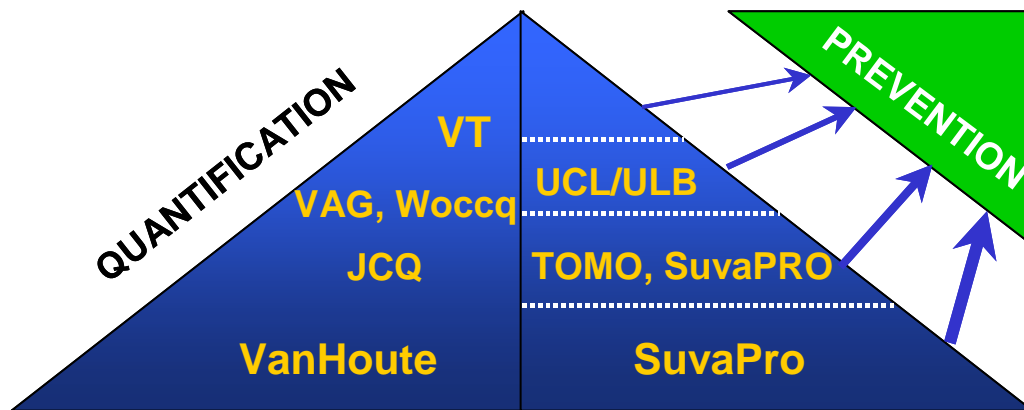 QUANTIFICATION
PREVENTION
VT
UCL/ULB
VAG, Woccq
JCQ
TOMO, SuvaPRO
VanHoute
SuvaPro